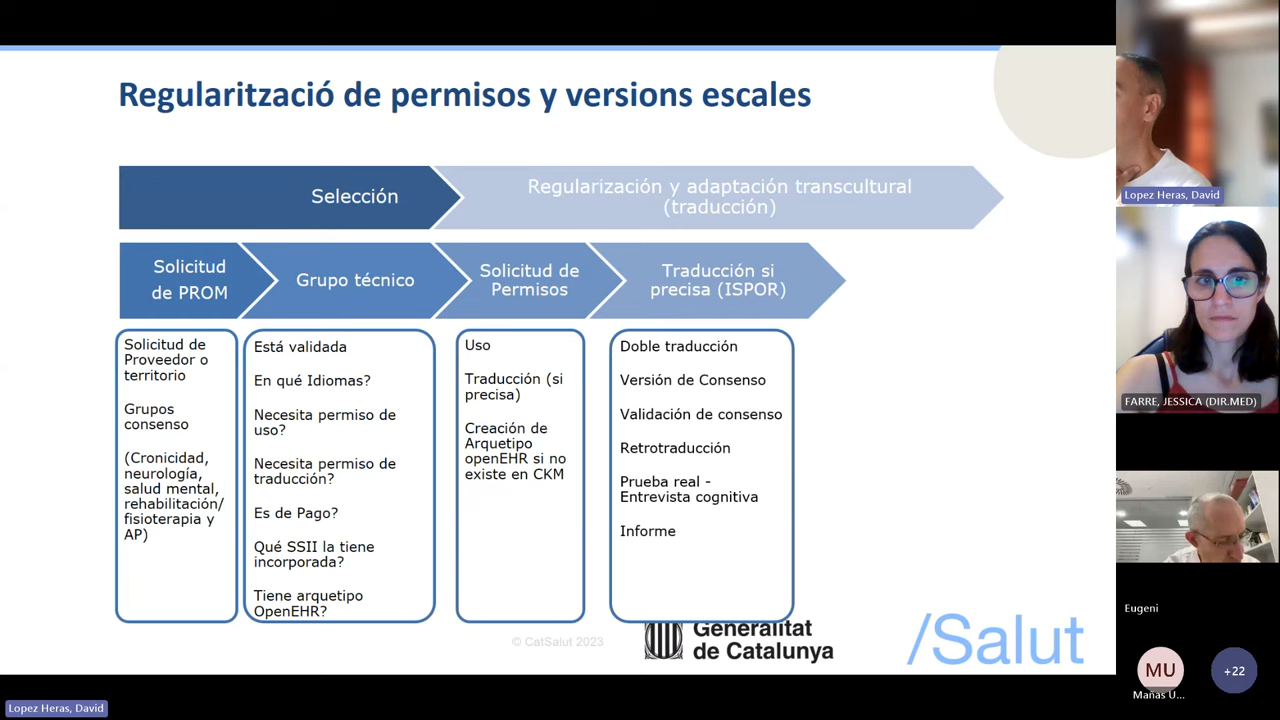 Regularització de permisos y versions escales
Selección
Regularización y adaptación transcultural
(traducción)
Solicitud
de PROM
Grupo técnico
Solicitud de
Permisos
Traducción si
precisa (ISPOR)
Solicitud de
Proveedor o
territorio
Grupos
consenso
(Cronicidad,
neurología,
salud mental,
rehabilitación/
fisioterapia y
AP)
Está validada
En qué Idiomas?
Necesita permiso de
uso?
Necesita permiso de
traducción?
Es de Pago?
Qué SSII la tiene
incorporada?
Tiene arquetipo
OpenEHR?
Uso
Traducción (si
precisa)
Creación de
Arquetipo
openEHR si no
existe en CKM
Doble traducción
Versión de Consenso
Validación de consenso
Retrotraducción
Prueba real -
Entrevista cognitiva
Informe
© CatSalut 2023
Generalitat
de Catalunya
/Salut
Lopez Heras, David
FARRE, JESSICA (DIR.MED)
Eugeni
MU
Mañas U...
+22
Lopez Heras, David